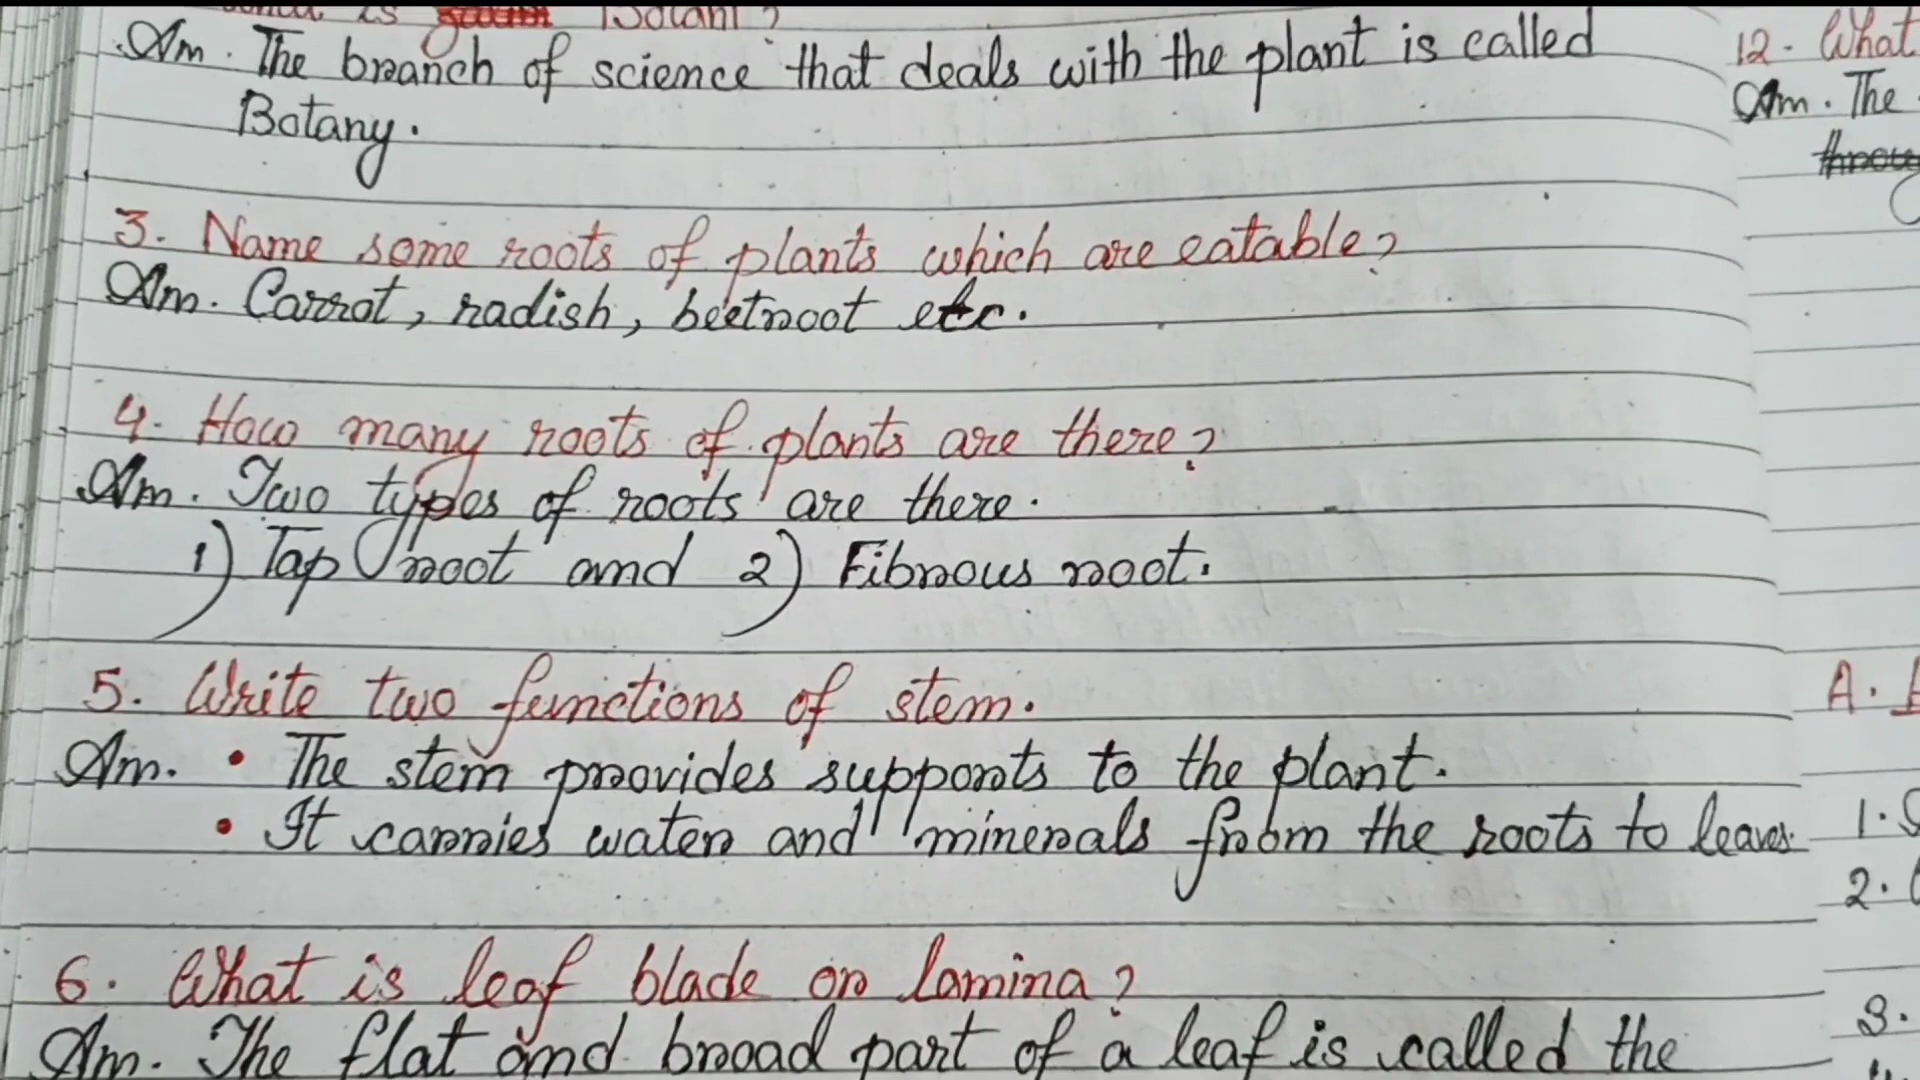 is Botany?
Ans. The branch of science that deals with the plant is called
Botany.
3. Name some roots of plants which are eatable?
Ans. Carrot, radish, beetroot etc.
4. How many roots of plants are there?
Ans. Two types of roots are there.
1) Tap root and 2) Fibrous root.
5. Write two functions of stem.
Ans. • The stem provides supports to the plant.
• It carries water and minerals from the roots to leaves.
6. What is leaf blade or lamina?
Ans. The flat and broad part of a leaf is called the
12. What
Ans. The
A.
1.
2.
3.